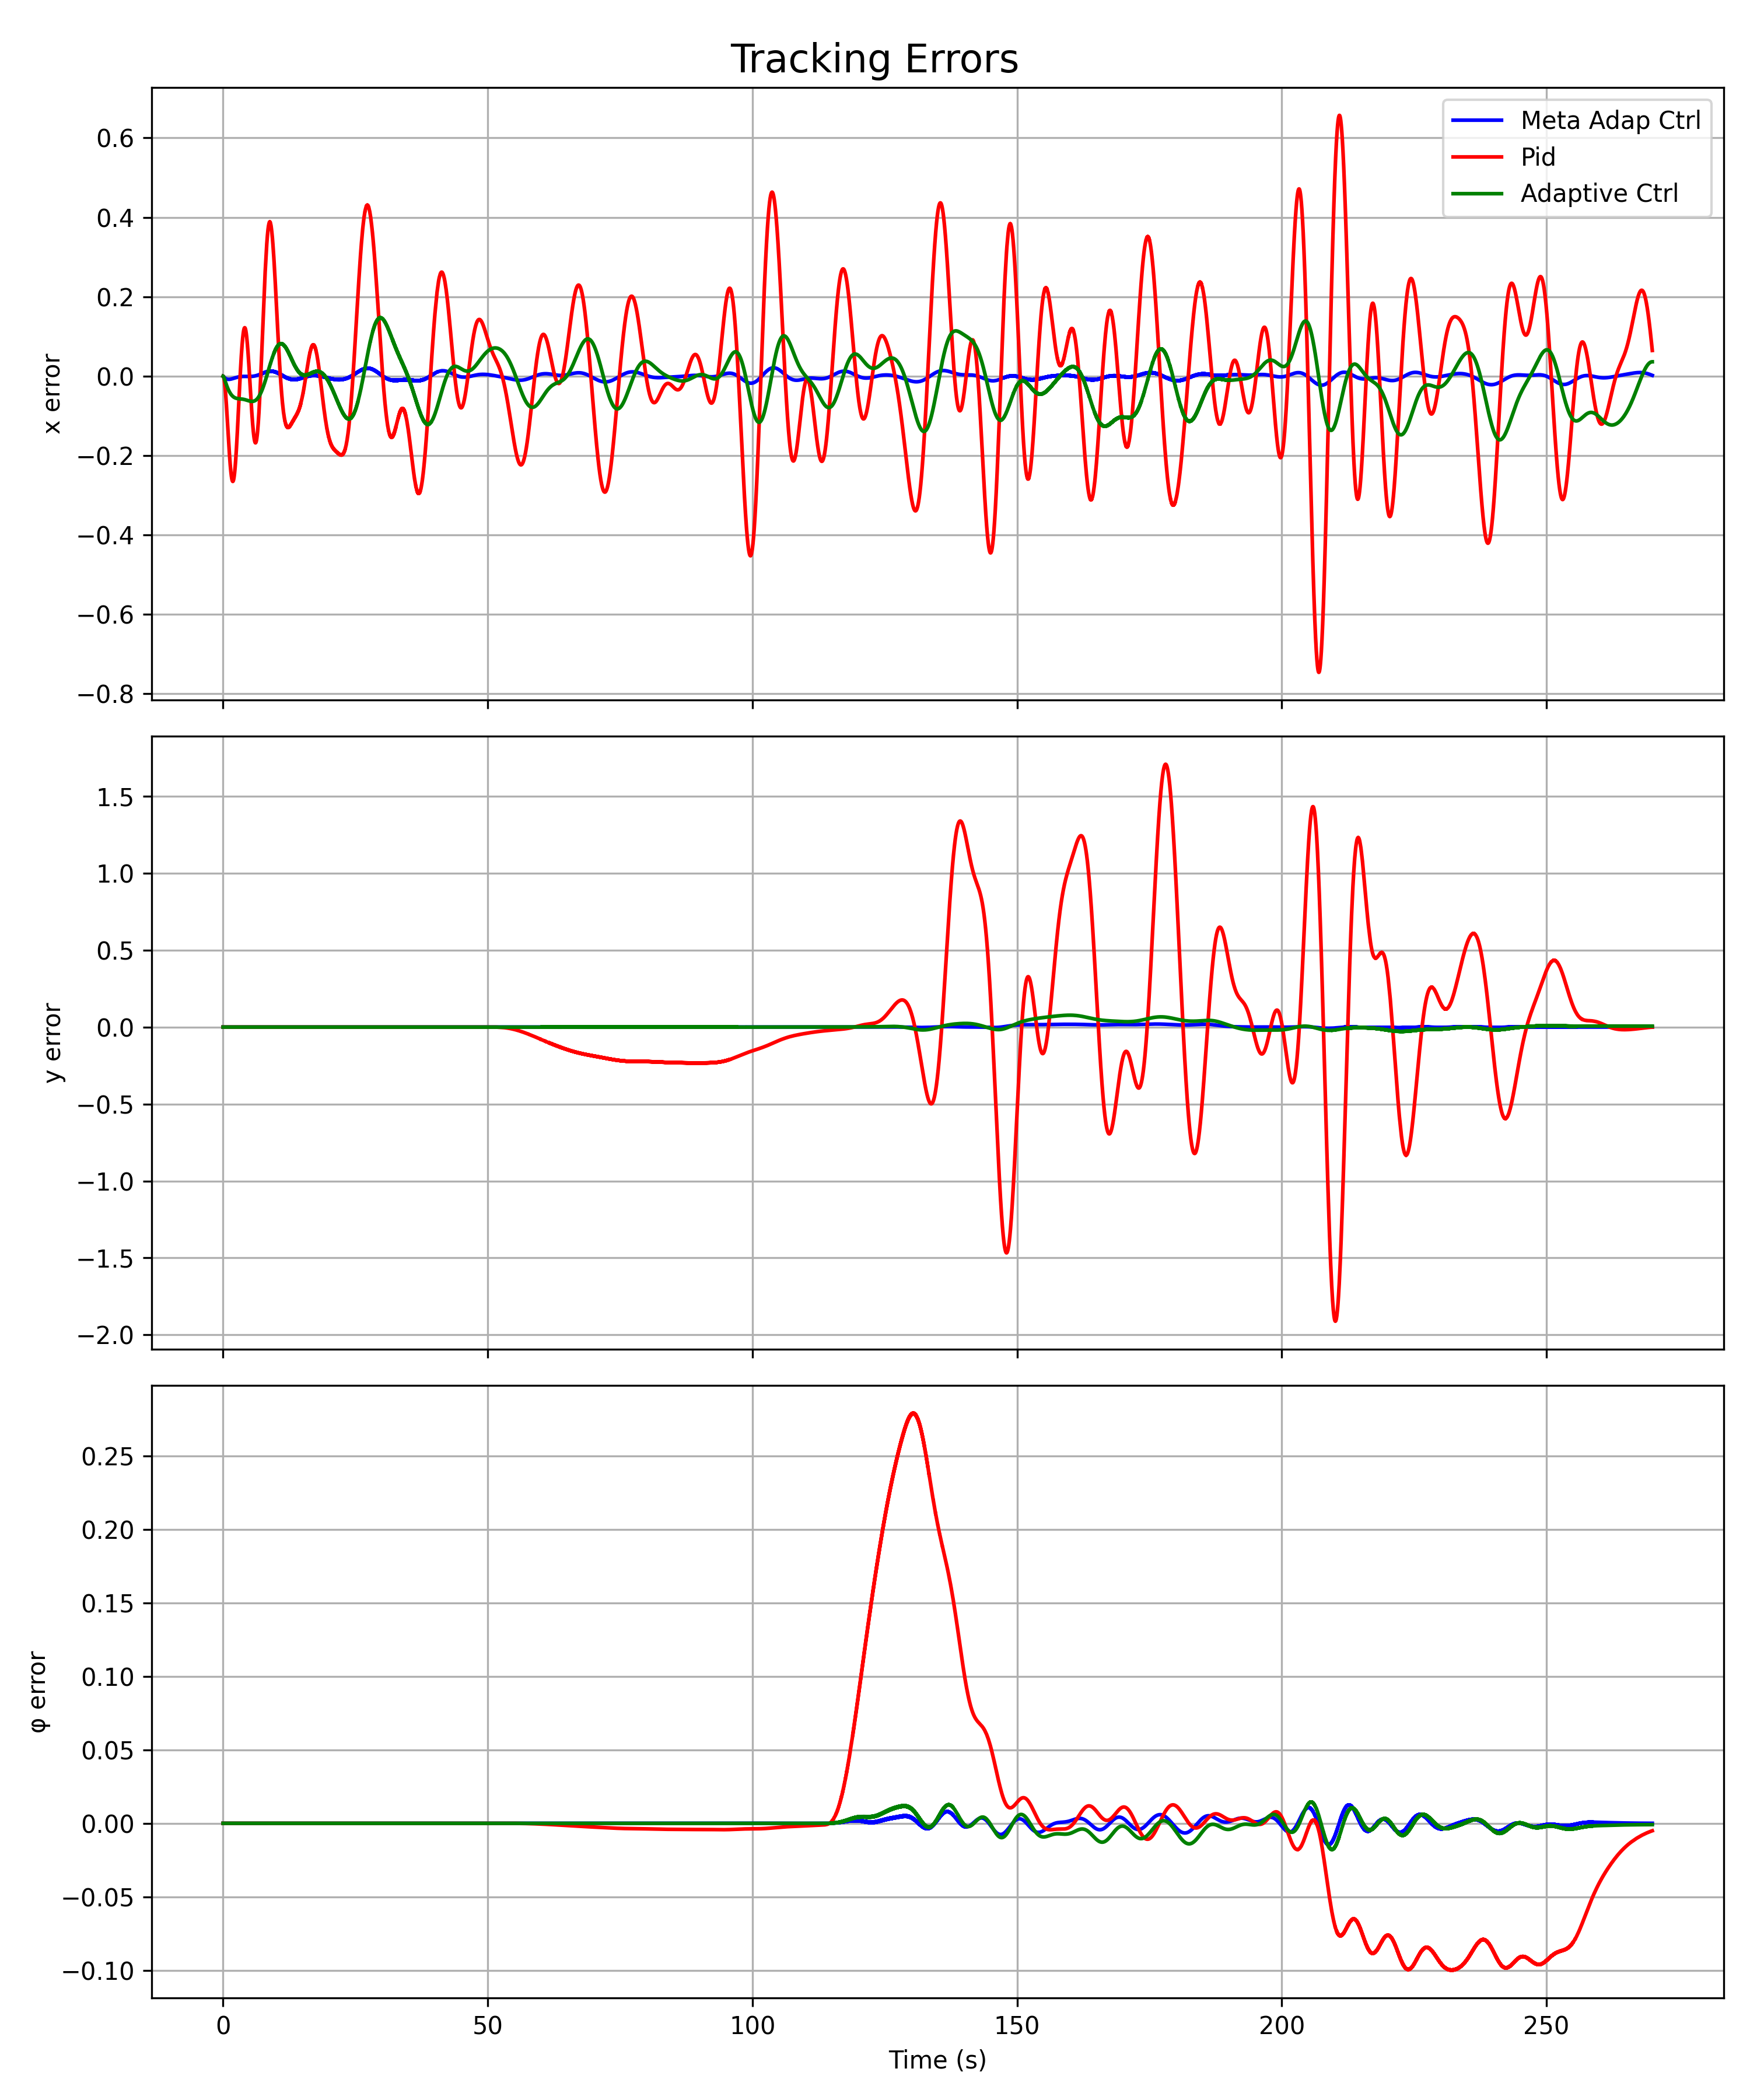 Tracking Errors
Meta Adap Ctrl
Pid
Adaptive Ctrl
0.6
0.4
0.2
0.0
−0.2
−0.4
−0.6
−0.8
x error
1.5
1.0
0.5
0.0
−0.5
−1.0
−1.5
−2.0
y error
0.25
0.20
0.15
0.10
0.05
0.00
−0.05
−0.10
φ error
0 50 100 150 200 250
Time (s)